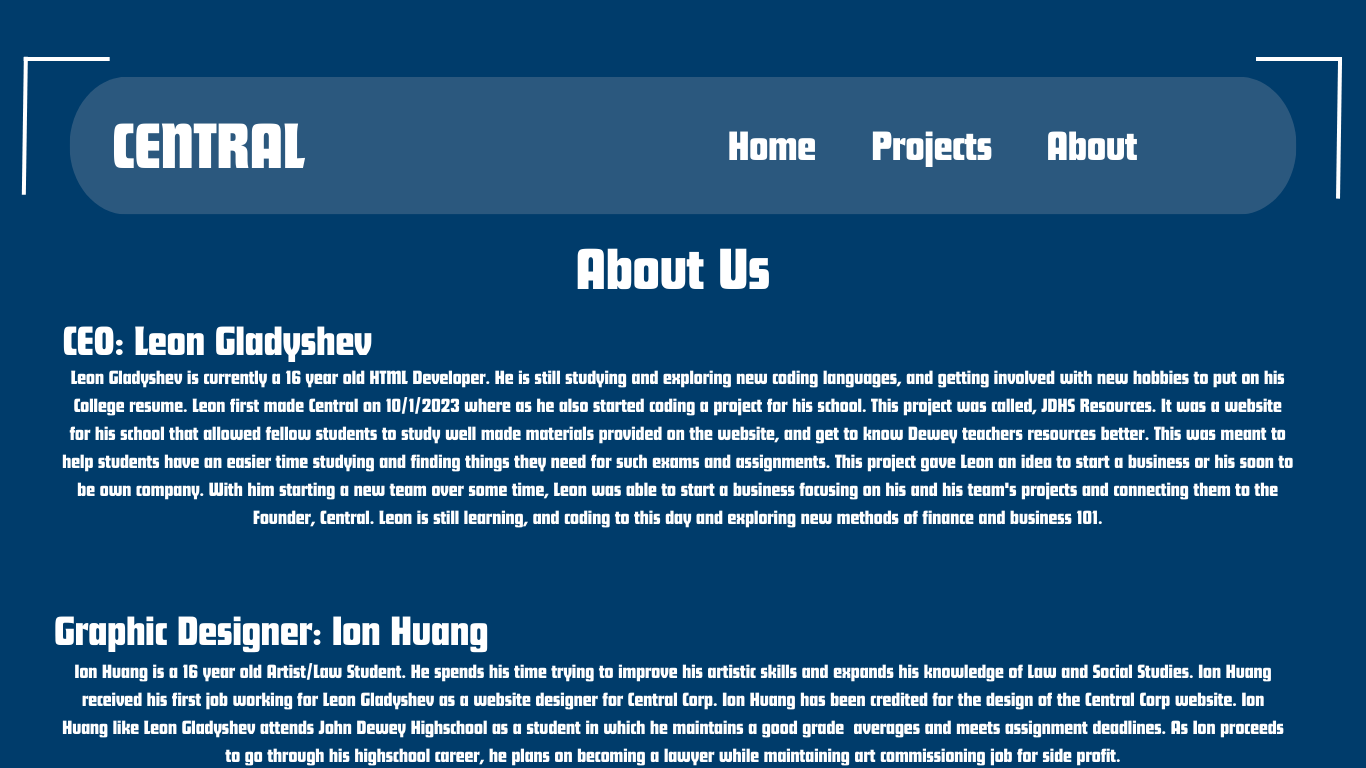 CENTRAL
Home Projects About
About Us
CEO: Leon Gladyshev
Leon Gladyshev is currently a 16 year old HTML Developer. He is still studying and exploring new coding languages, and getting involved with new hobbies to put on his
College resume. Leon first made Central on 10/1/2023 where as he also started coding a project for his school. This project was called, JDHS Resources. It was a website
for his school that allowed fellow students to study well made materials provided on the website, and get to know Dewey teachers resources better. This was meant to
help students have an easier time studying and finding things they need for such exams and assignments. This project gave Leon an idea to start a business or his soon to
be own company. With him starting a new team over some time, Leon was able to start a business focusing on his and his team's projects and connecting them to the
Founder, Central. Leon is still learning, and coding to this day and exploring new methods of finance and business 101.
Graphic Designer: Ion Huang
Ion Huang is a 16 year old Artist/Law Student. He spends his time trying to improve his artistic skills and expands his knowledge of Law and Social Studies. Ion Huang
received his first job working for Leon Gladyshev as a website designer for Central Corp. Ion Huang has been credited for the design of the Central Corp website. Ion
Huang like Leon Gladyshev attends John Dewey Highschool as a student in which he maintains a good grade  averages and meets assignment deadlines. As Ion proceeds
to go through his highschool career, he plans on becoming a lawyer while maintaining art commissioning job for side profit.